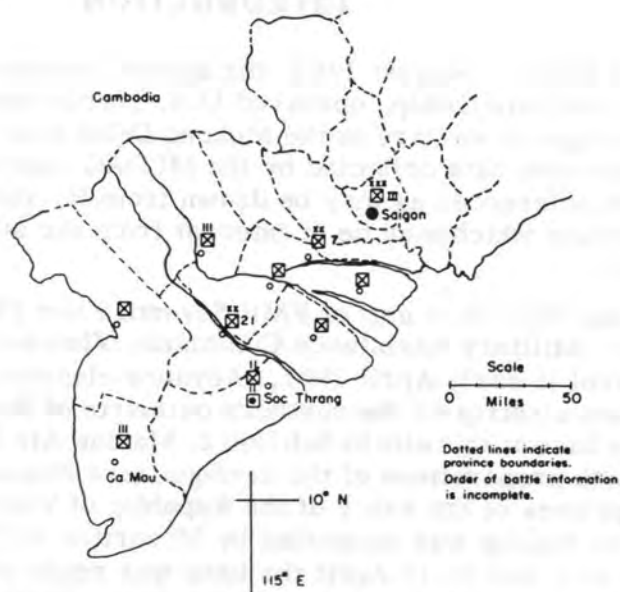 Cambodia
XXX
III
Saigon
III
XX
7
XX
21
II
Soc Trang
III
Ca Mau
10° N
115° E
Scale
0 Miles 50
Dotted lines indicate
province boundaries.
Order of battle information
is incomplete.